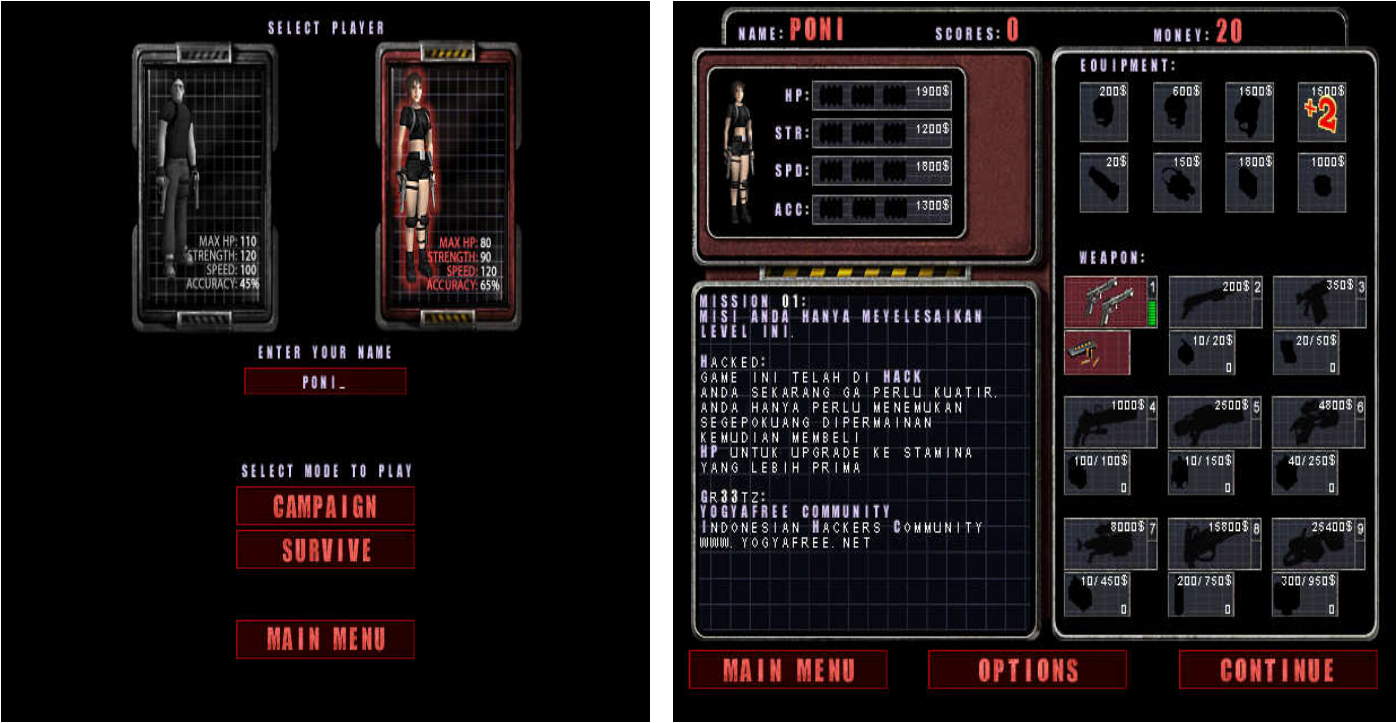 SELECT PLAYER
MAX HP: 110
STRENGTH: 120
SPEED: 100
ACCURACY: 45%
MAX HP: 80
STRENGTH: 90
SPEED: 120
ACCURACY: 65%
ENTER YOUR NAME
PONI_
SELECT MODE TO PLAY
CAMPAIGN
SURVIVE
MAIN MENU
NAME: PONI SCORES: 0 MONEY: 20
HP: 1900$
STR: 1200$
SPD: 1800$
ACC: 1300$
MISSION 01:
MISI ANDA HANYA MEYELESAIKAN
LEVEL INI.
HACKED:
GAME INI TELAH DI HACK
ANDA SEKARANG GA PERLU KUATIR.
ANDA HANYA PERLU MENEMUKAN
SEGEPOKUANG DIPERMAINAN
KEMUDIAN MEMBELI
HP UNTUK UPGRADE KE STAMINA
YANG LEBIH PRIMA
GR33TZ:
YOGYAFREE COMMUNITY
INDONESIAN HACKERS COMMUNITY
WWW.YOGYAFREE.NET
EQUIPMENT:
200$ 600$ 1600$ 1500$
+2
20$ 150$ 1800$ 1000$
WEAPON:
1 200$ 2 350$ 3
10/20$ 20/50$
0 0
1000$ 4 2500$ 5 4800$ 6
100/100$ 10/150$ 40/250$
0 0 0
8000$ 7 15800$ 8 25400$ 9
10/450$ 200/750$ 300/950$
0 0 0
MAIN MENU OPTIONS CONTINUE